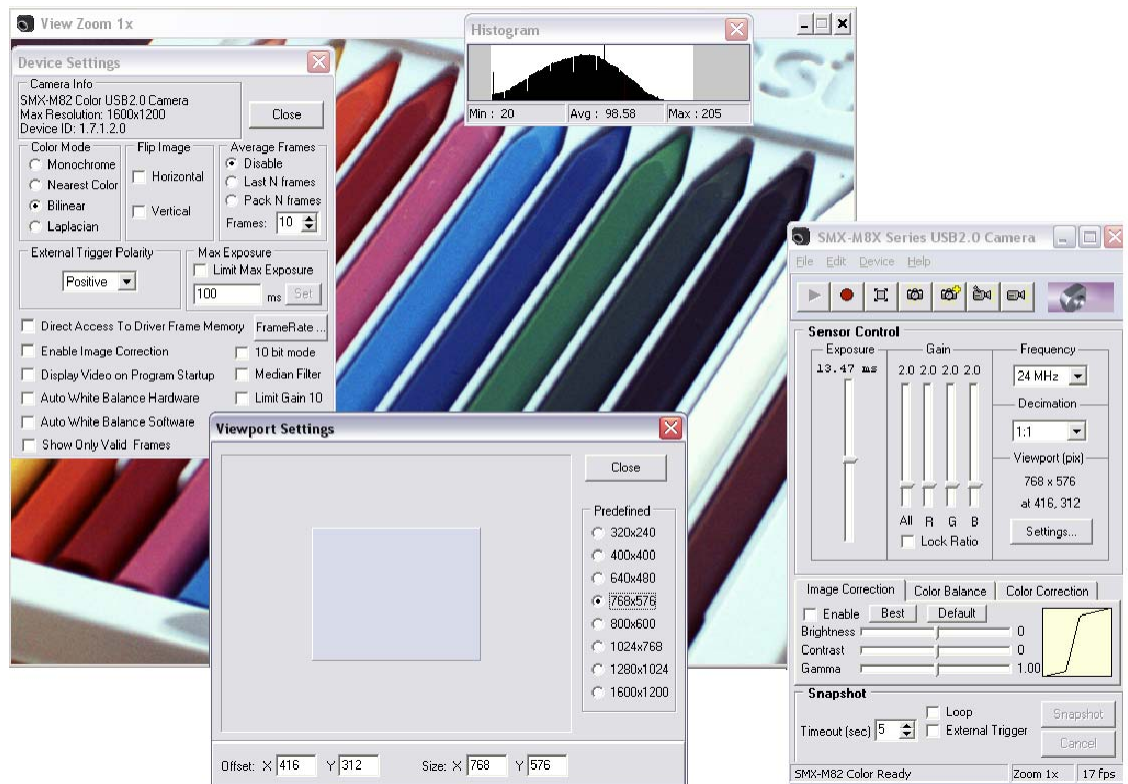 View Zoom 1x
Histogram
Min : 20
Avg : 98.58
Max : 205
Device Settings
Camera Info
SMX-M82 Color USB2.0 Camera
Max Resolution: 1600x1200
Device ID: 1.7.1.2.0
Close
Color Mode
Monochrome
Nearest Color
Bilinear
Laplacian
Flip Image
Horizontal
Vertical
Average Frames
Disable
Last N frames
Pack N frames
Frames: 10
External Trigger Polarity
Positive
Max Exposure
Limit Max Exposure
100 ms Set
Direct Access To Driver Frame Memory
FrameRate ...
Enable Image Correction
10 bit mode
Display Video on Program Startup
Median Filter
Auto White Balance Hardware
Limit Gain 10
Auto White Balance Software
Show Only Valid Frames
Viewport Settings
Close
Predefined
320x240
400x400
640x480
768x576
800x600
1024x768
1280x1024
1600x1200
Offset: X 416 Y 312 Size: X 768 Y 576
SMX-M8X Series USB2.0 Camera
File Edit Device Help
Sensor Control
Exposure
13.47 ms
Gain
2.0 2.0 2.0 2.0
All R G B
Lock Ratio
Frequency
24 MHz
Decimation
1:1
Viewport (pix)
768 x 576
at 416, 312
Settings...
Image Correction
Color Balance
Color Correction
Enable
Best
Default
Brightness 0
Contrast 0
Gamma 1.00
Snapshot
Timeout (sec) 5
Loop
External Trigger
Snapshot
Cancel
SMX-M82 Color Ready
Zoom 1x
17 fps